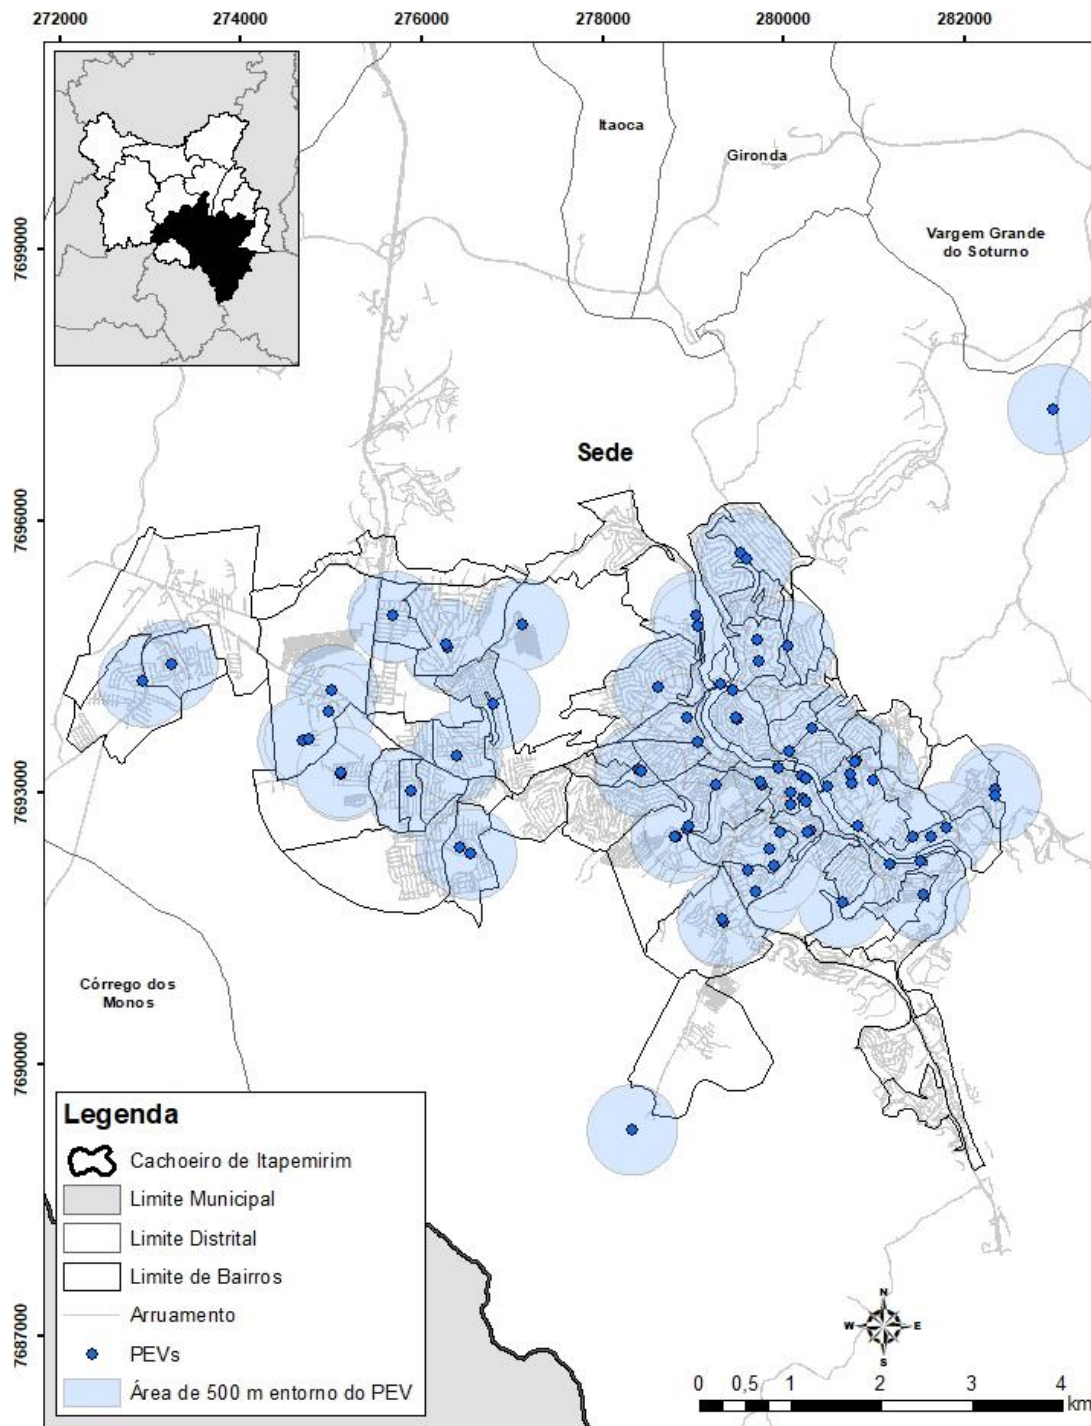 272000 274000 276000 278000 280000 282000
Itaoca
Gironda
Vargem Grande
do Soturno
7699000
Sede
7696000
7693000
Córrego dos
Monos
7690000
Legenda
Cachoeiro de Itapemirim
Limite Municipal
Limite Distrital
Limite de Bairros
Arruamento
PEVs
Área de 500 m entorno do PEV
7687000
N
W E
S
0 0,5 1 2 3 4
km